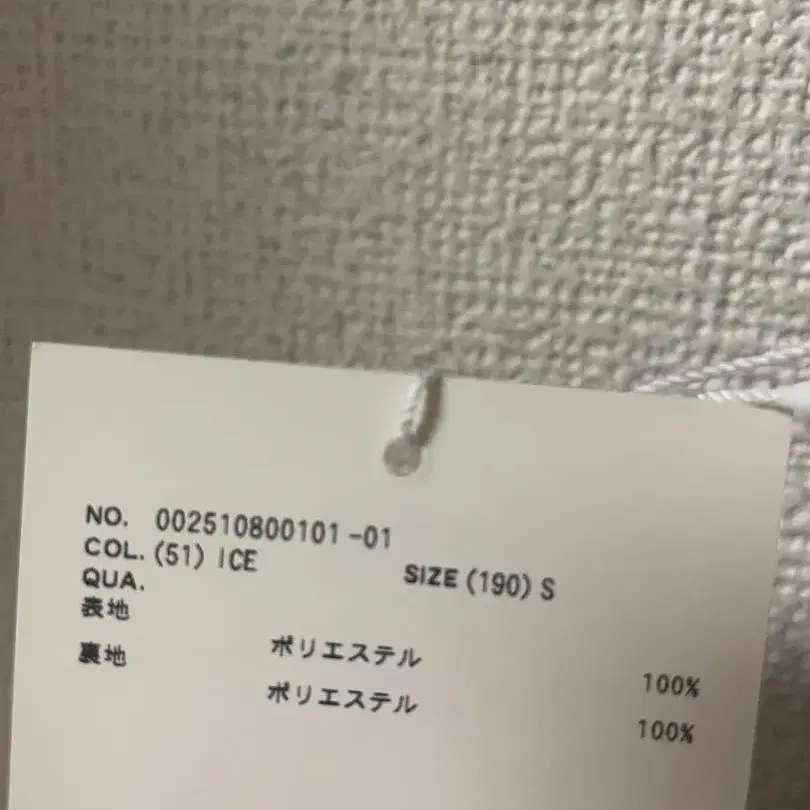 NO. 002510800101-01
COL. (51) ICE SIZE (190) S
QUA.
表地 ポリエステル 100%
裏地 ポリエステル 100%